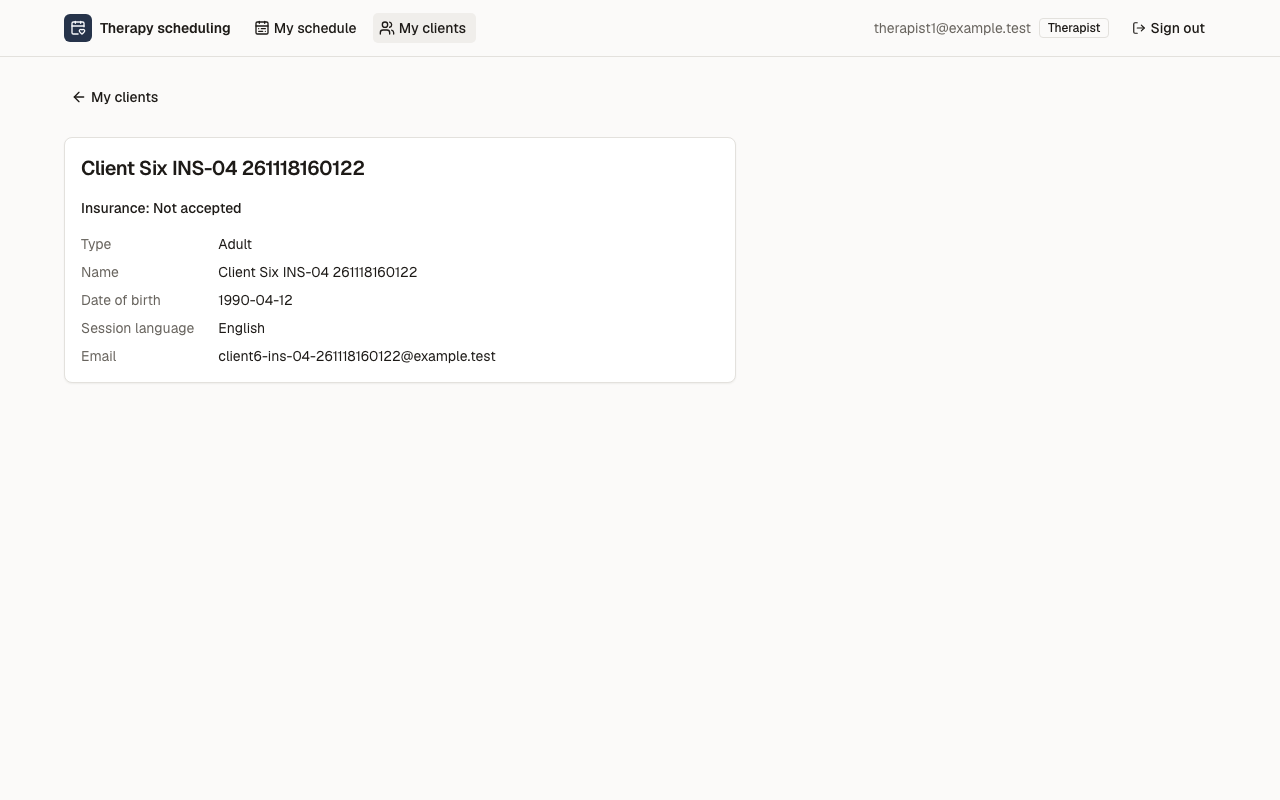 Therapy scheduling My schedule My clients therapist1@example.test Therapist Sign out
My clients
Client Six INS-04 261118160122
Insurance: Not accepted
Type Adult
Name Client Six INS-04 261118160122
Date of birth 1990-04-12
Session language English
Email client6-ins-04-261118160122@example.test